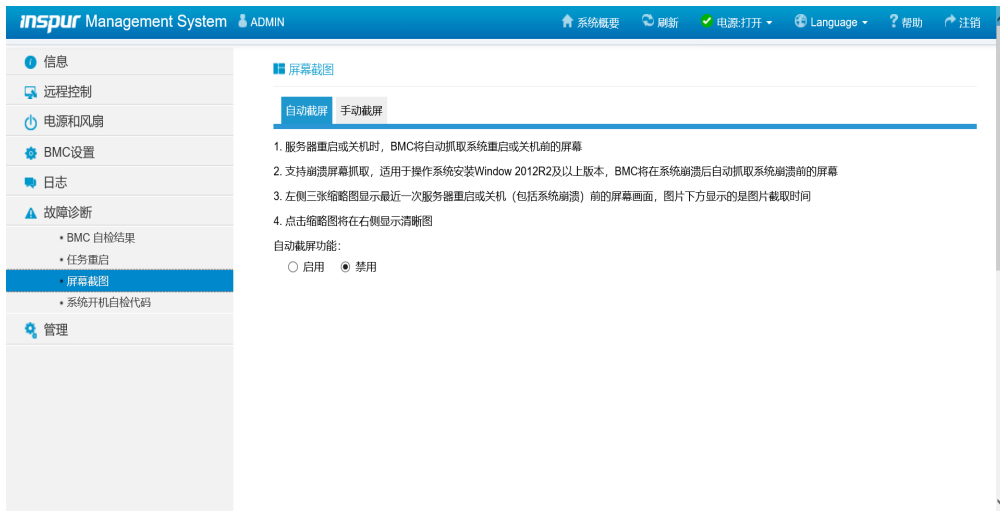 inspur Management System ADMIN 系统概要 刷新 电源:打开 Language ?帮助 注销
信息
远程控制
电源和风扇
BMC设置
日志
故障诊断
• BMC 自检结果
• 任务重启
• 屏幕截图
• 系统开机自检代码
管理
屏幕截图
自动截屏 手动截屏
1. 服务器重启或关机时，BMC将自动抓取系统重启或关机前的屏幕
2. 支持崩溃屏幕抓取，适用于操作系统安装Window 2012R2及以上版本，BMC将在系统崩溃后自动抓取系统崩溃前的屏幕
3. 左侧三张缩略图显示最近一次服务器重启或关机（包括系统崩溃）前的屏幕画面，图片下方显示的是图片截取时间
4. 点击缩略图将在右侧显示清晰图
自动截屏功能:
启用 禁用